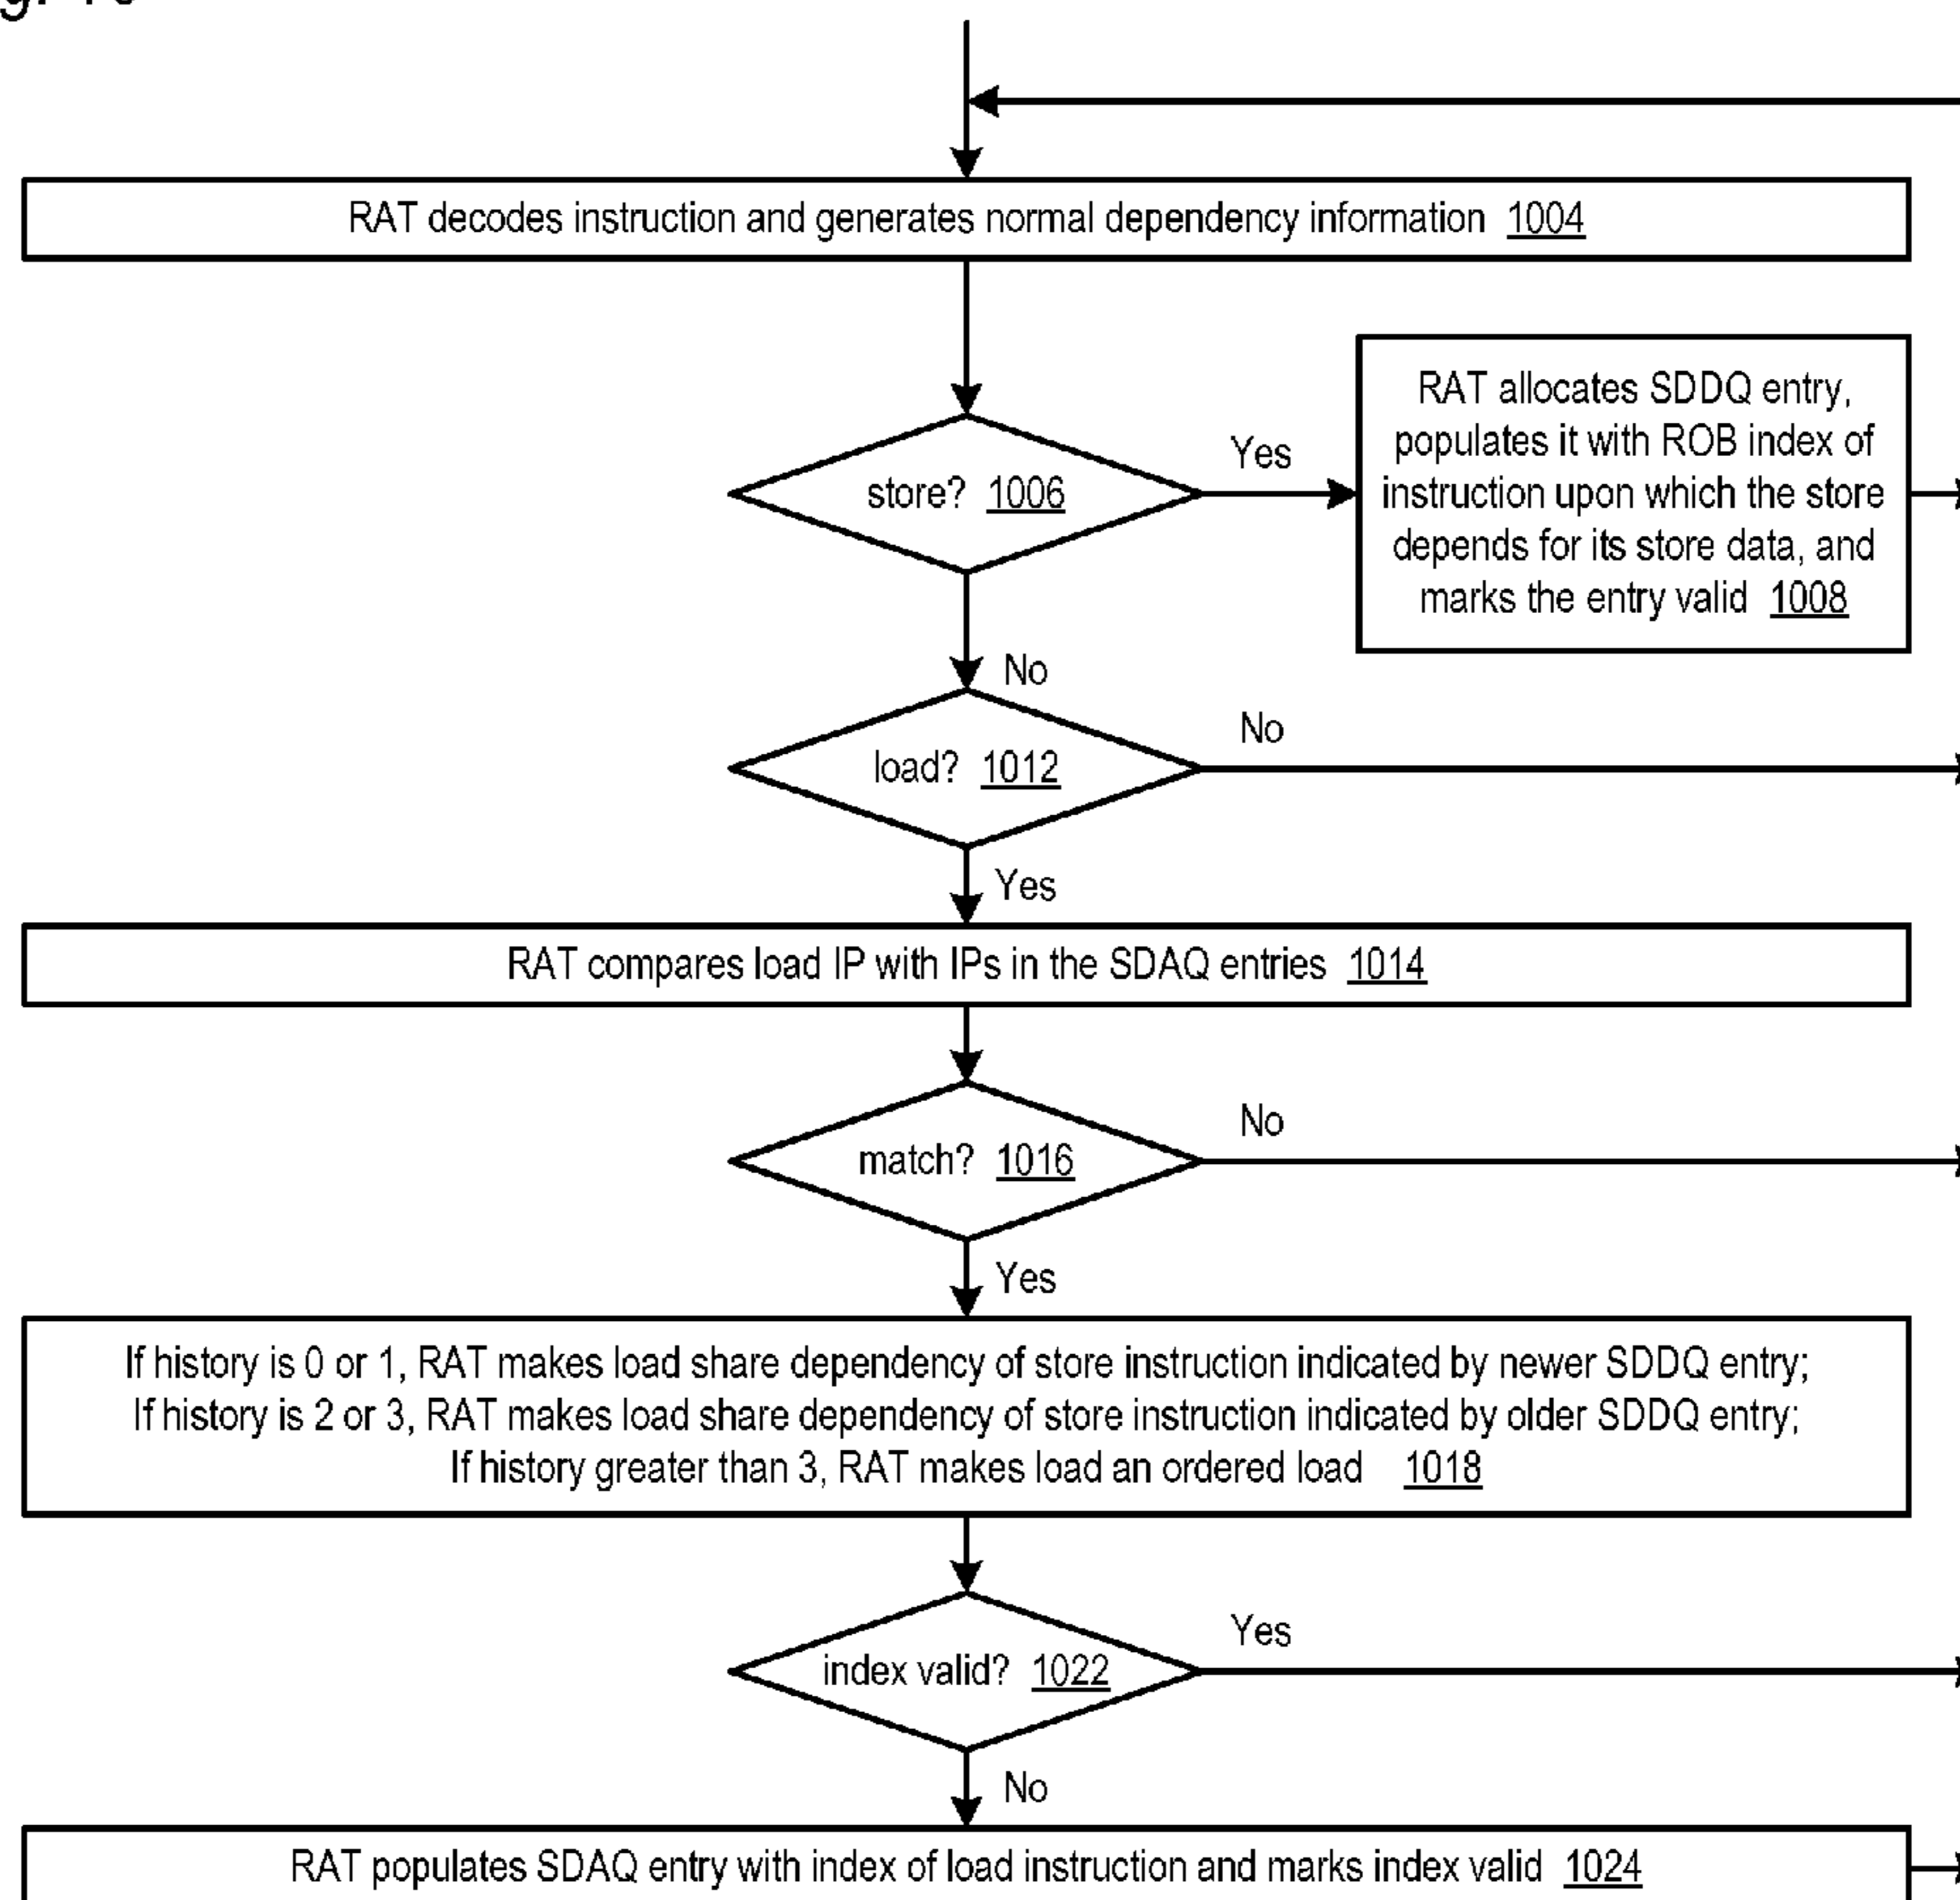 RAT decodes instruction and generates normal dependency information 1004
store? 1006
Yes
RAT allocates SDDQ entry,
populates it with ROB index of
instruction upon which the store
depends for its store data, and
marks the entry valid 1008
No
load? 1012
No
Yes
RAT compares load IP with IPs in the SDAQ entries 1014
match? 1016
No
Yes
If history is 0 or 1, RAT makes load share dependency of store instruction indicated by newer SDDQ entry;
If history is 2 or 3, RAT makes load share dependency of store instruction indicated by older SDDQ entry;
If history greater than 3, RAT makes load an ordered load 1018
index valid? 1022
Yes
No
RAT populates SDAQ entry with index of load instruction and marks index valid 1024